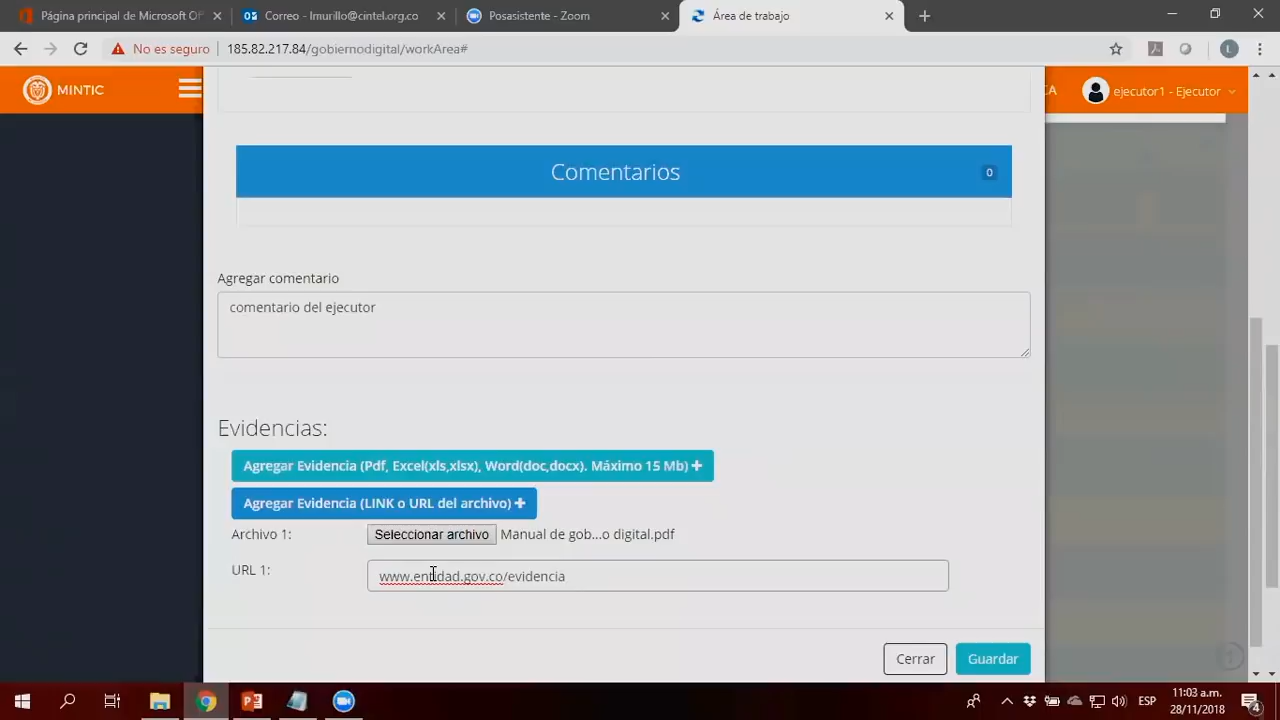 Página principal de Microsoft Of
Correo - lmurillo@cintel.org.co
Posasistente - Zoom
Área de trabajo
No es seguro
185.82.217.84/gobiernodigital/workArea#
L
MINTIC
CA
ejecutor1 - Ejecutor
Comentarios
0
Agregar comentario
comentario del ejecutor
Evidencias:
Agregar Evidencia (Pdf, Excel(xls,xlsx), Word(doc,docx). Máximo 15 Mb) +
Agregar Evidencia (LINK o URL del archivo) +
Archivo 1:
Seleccionar archivo
Manual de gob...o digital.pdf
URL 1:
www.entidad.gov.co/evidencia
Cerrar
Guardar
ESP
11:03 a.m.
28/11/2018
4